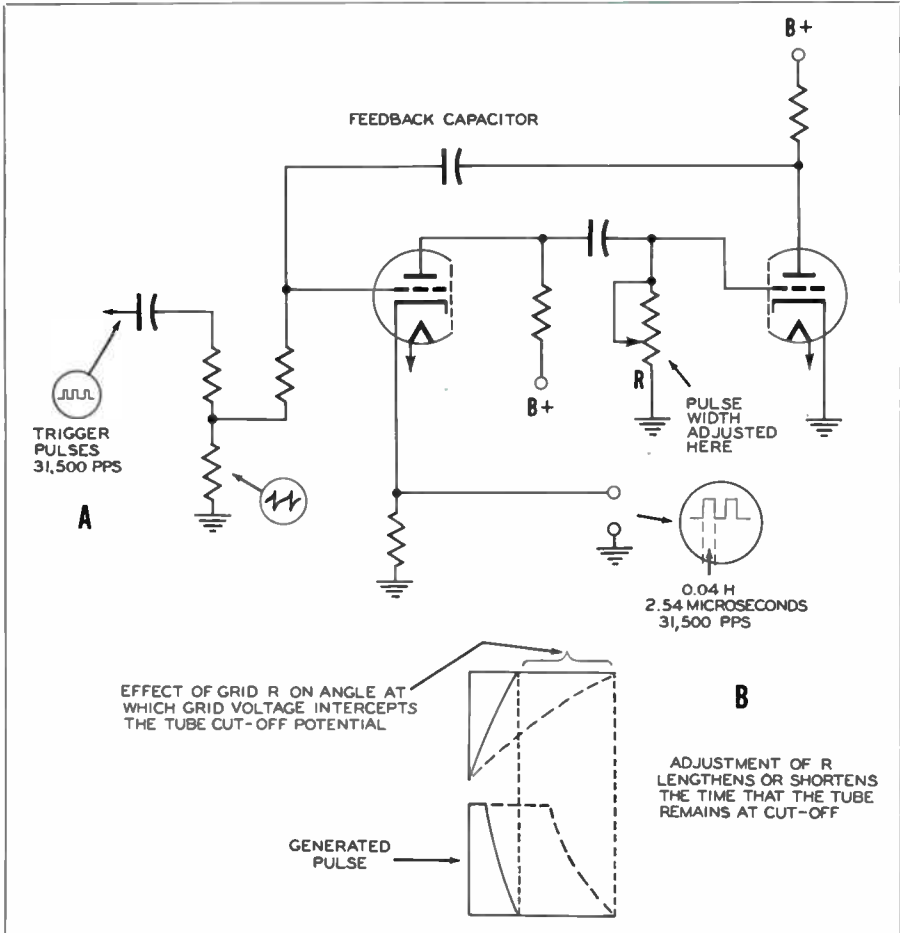 B+
FEEDBACK CAPACITOR
B+
R
PULSE
WIDTH
ADJUSTED
HERE
TRIGGER
PULSES
31,500 PPS
A
0.04 H
2.54 MICROSECONDS
31,500 PPS
EFFECT OF GRID R ON ANGLE AT
WHICH GRID VOLTAGE INTERCEPTS
THE TUBE CUT-OFF POTENTIAL
B
ADJUSTMENT OF R
LENGTHENS OR SHORTENS
THE TIME THAT THE TUBE
REMAINS AT CUT-OFF
GENERATED
PULSE